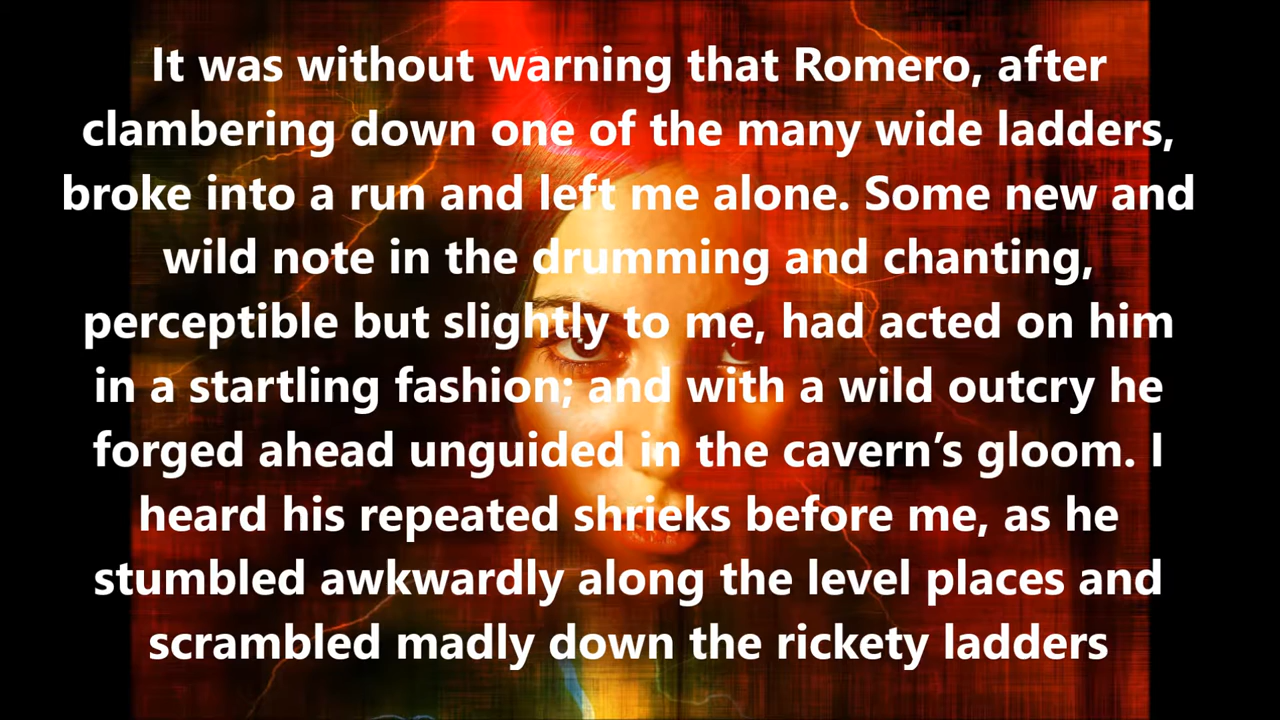 It was without warning that Romero, after
clambering down one of the many wide ladders,
broke into a run and left me alone. Some new and
wild note in the drumming and chanting,
perceptible but slightly to me, had acted on him
in a startling fashion; and with a wild outcry he
forged ahead unguided in the cavern’s gloom. I
heard his repeated shrieks before me, as he
stumbled awkwardly along the level places and
scrambled madly down the rickety ladders